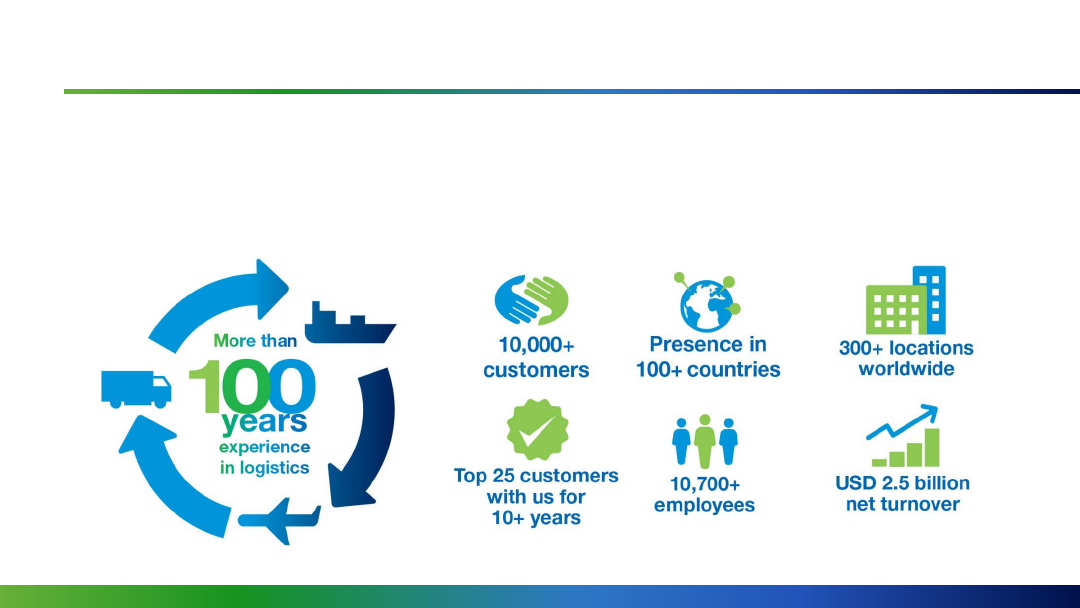 More than
100
years
experience
in logistics
10,000+
customers
Presence in
100+ countries
300+ locations
worldwide
Top 25 customers
with us for
10+ years
10,700+
employees
USD 2.5 billion
net turnover